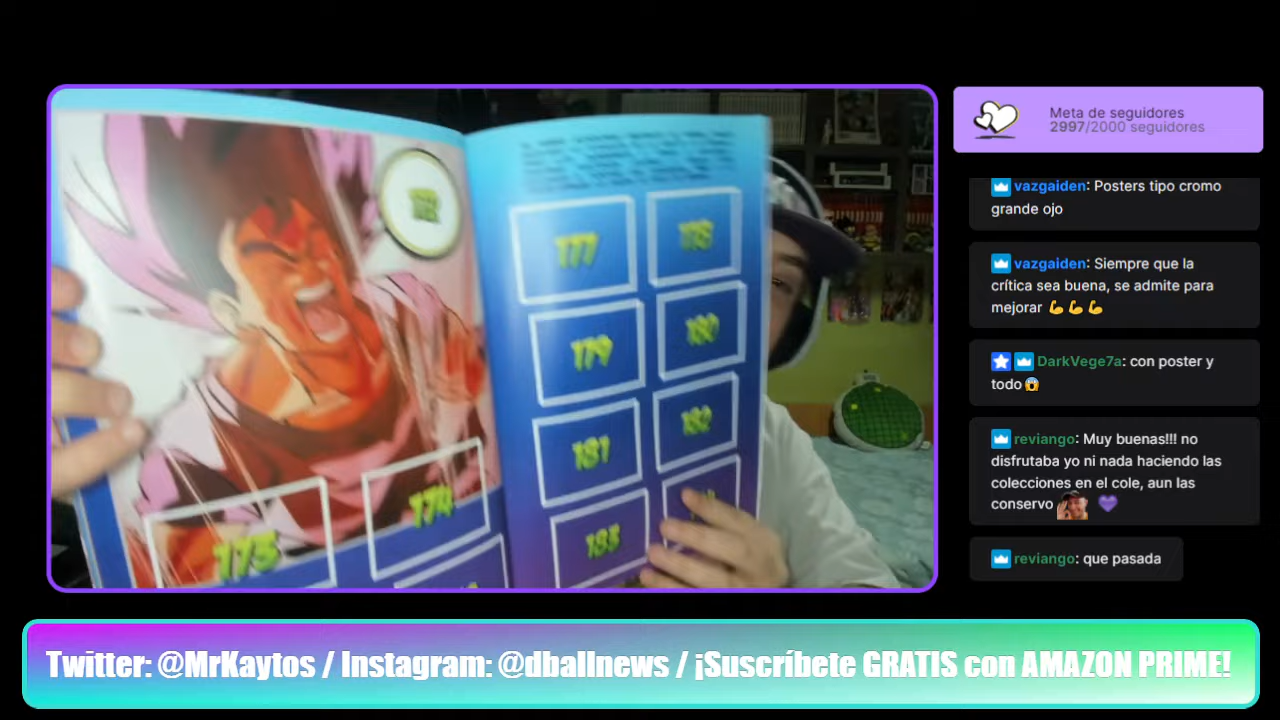 Meta de seguidores
2997/2000 seguidores
vazgaiden: Posters tipo cromo
grande ojo
vazgaiden: Siempre que la
crítica sea buena, se admite para
mejorar 💪💪💪
DarkVege7a: con poster y
todo😱
reviango: Muy buenas!!! no
disfrutaba yo ni nada haciendo las
colecciones en el cole, aun las
conservo 💜
reviango: que pasada
177
178
179
180
181
182
183
173
174
Twitter: @MrKaytos / Instagram: @dballnews / ¡Suscríbete GRATIS con AMAZON PRIME!